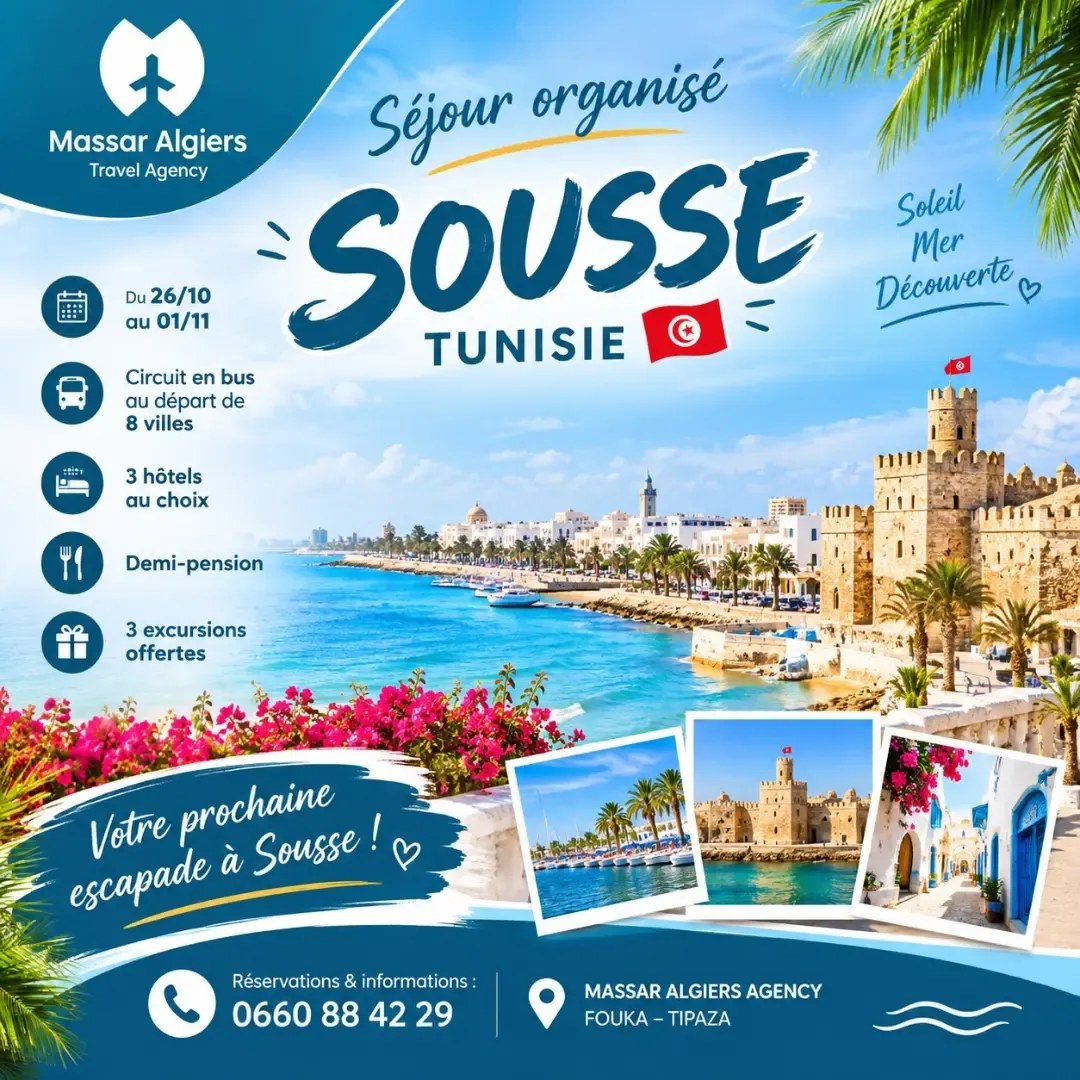 Massar Algiers
Travel Agency
Séjour organisé
SOUSSE
TUNISIE
Soleil
Mer
Découverte
Du 26/10
au 01/11
Circuit en bus
au départ de
8 villes
3 hôtels
au choix
Demi-pension
3 excursions
offertes
Votre prochaine
escapade à Sousse !
Réservations & informations :
0660 88 42 29
MASSAR ALGIERS AGENCY
FOUKA – TIPAZA